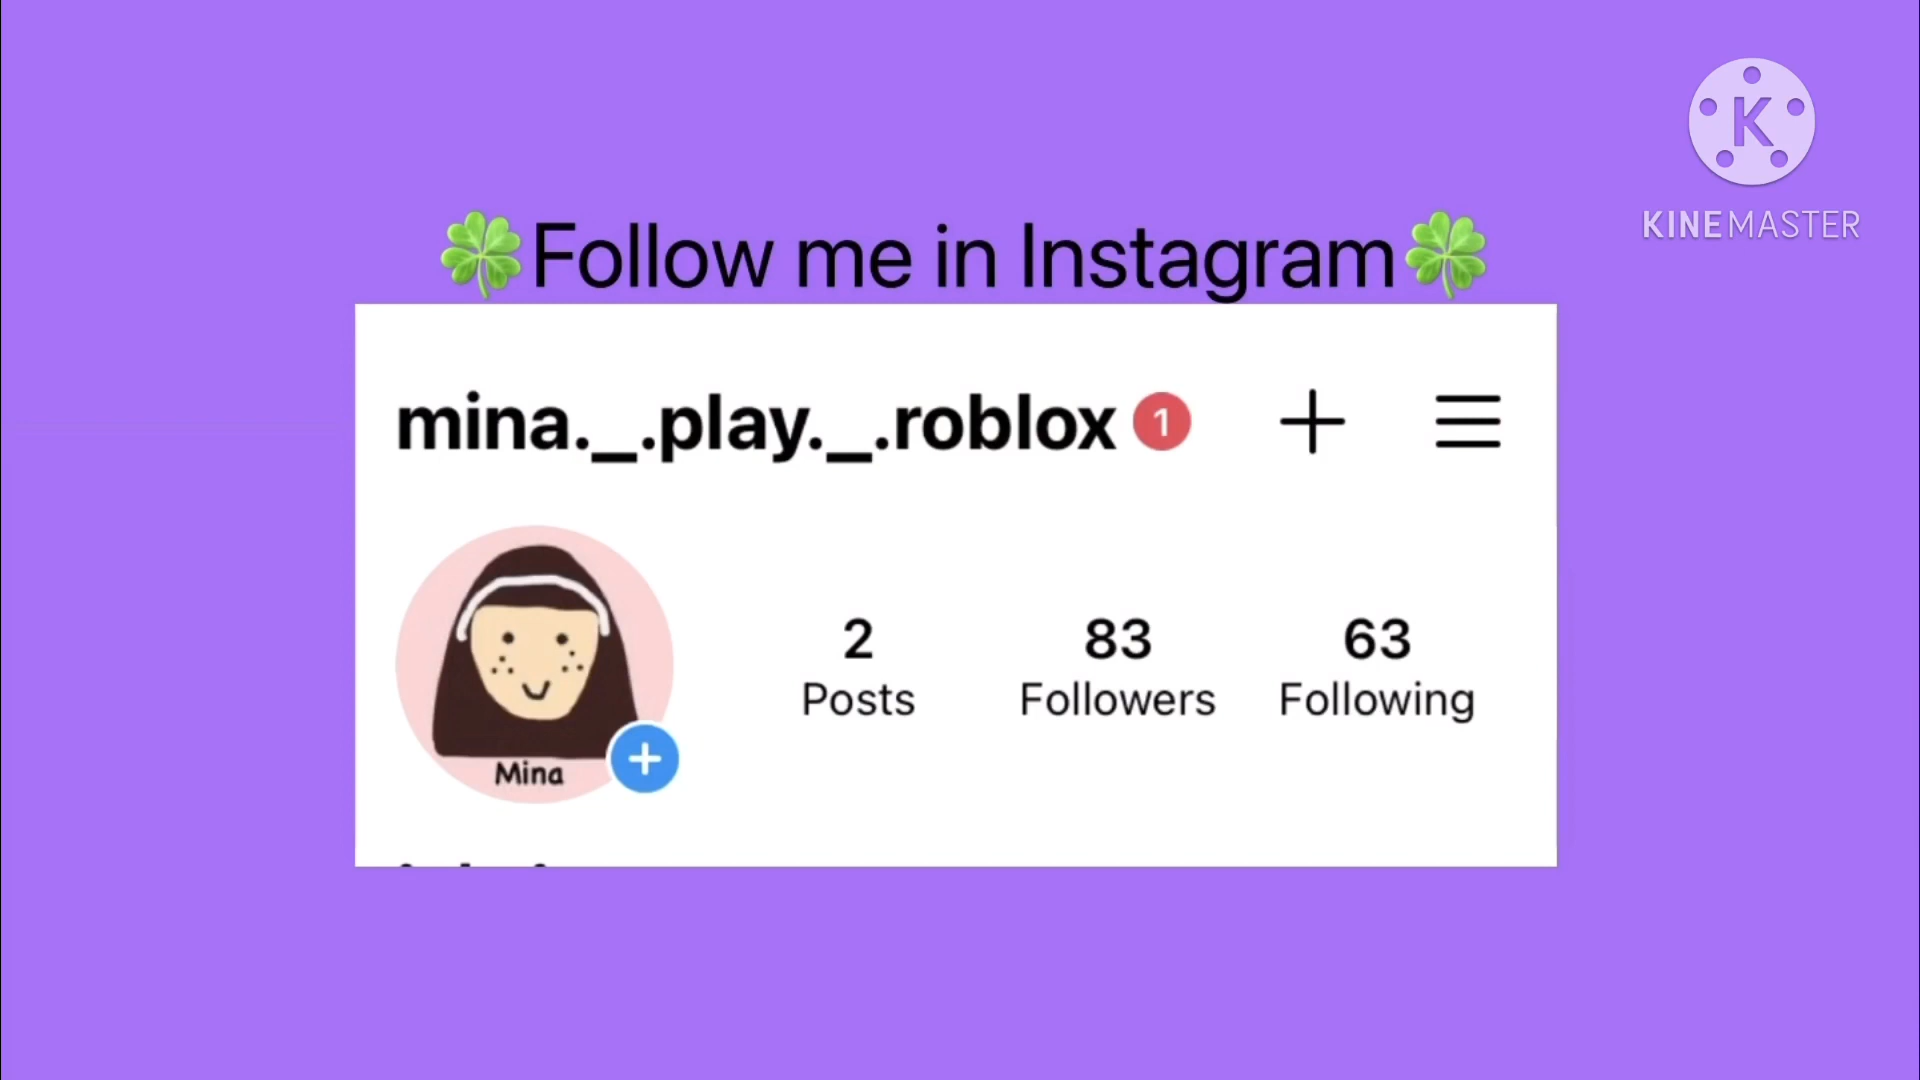 K
KINEMASTER
🍀Follow me in Instagram🍀
mina._.play._.roblox 1
2 83 63
Posts Followers Following
Mina